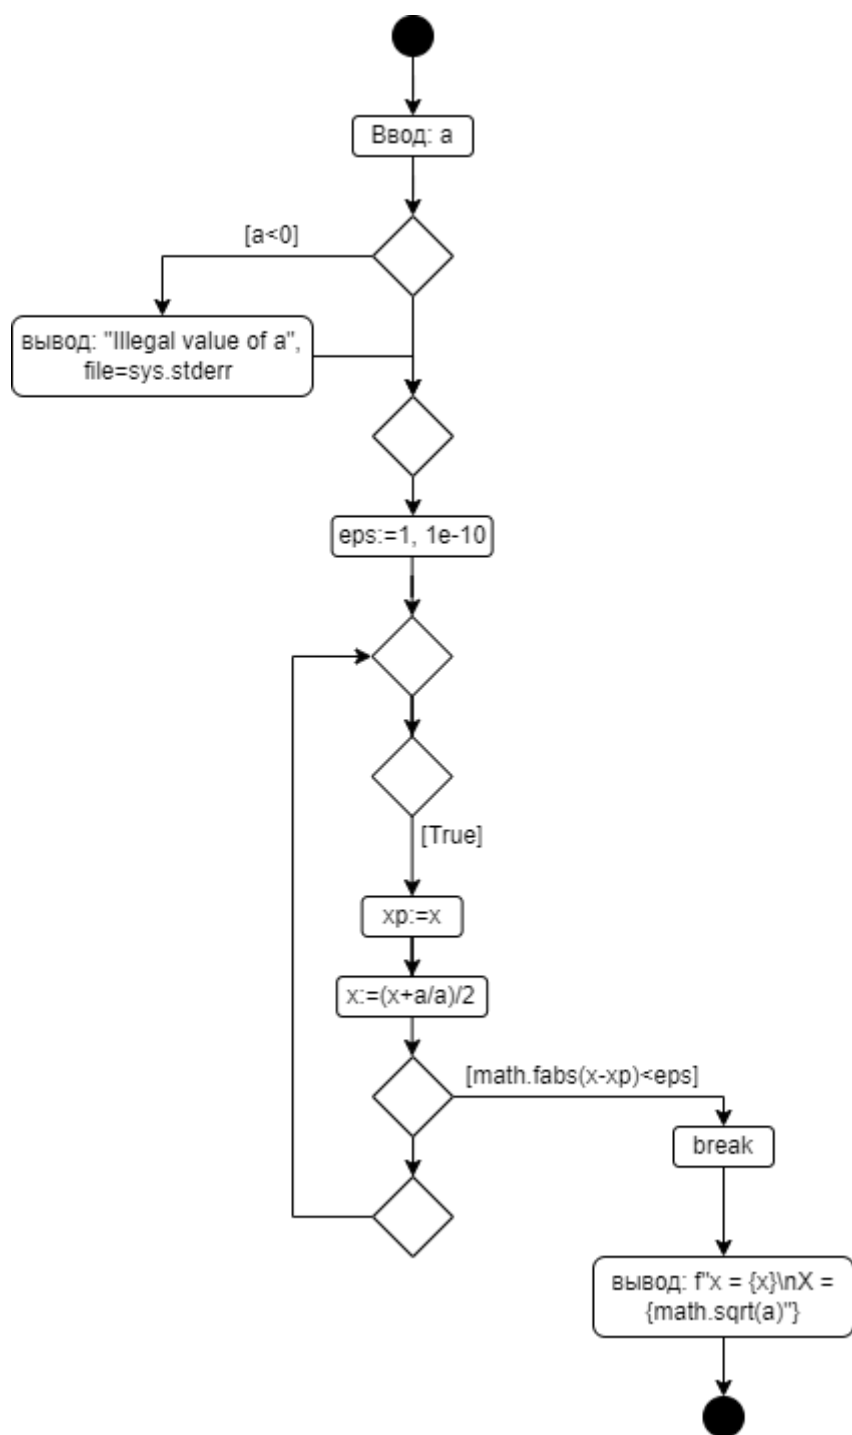 Ввод: a
[a<0]
вывод: "Illegal value of a",
file=sys.stderr
eps:=1, 1e-10
[True]
xp:=x
x:=(x+a/a)/2
[math.fabs(x-xp)<eps]
break
вывод: f"x = {x}\nX =
{math.sqrt(a)"}